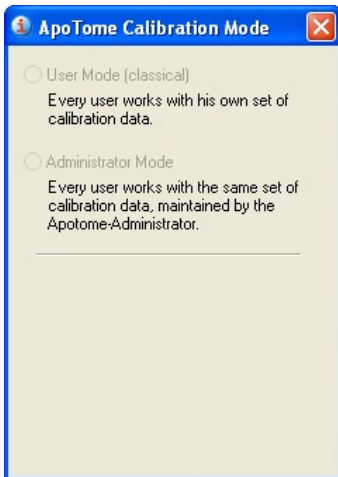 ApoTome Calibration Mode
User Mode (classical)
Every user works with his own set of
calibration data.
Administrator Mode
Every user works with the same set of
calibration data, maintained by the
Apotome-Administrator.